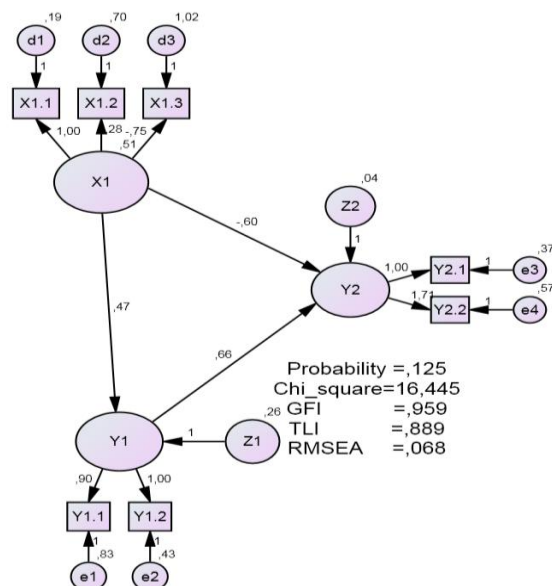 ,19 ,70 1,02
d1 d2 d3
1 1 1
X1.1 X1.2 X1.3
1,00 ,28 -,75
,51
X1
,04
Z2
-,60
1
,37
1,00 Y2.1 1 e3
Y2
,57
1,71 Y2.2 1 e4
,47
,66
Probability =,125
Chi_square=16,445
GFI =,959
TLI =,889
RMSEA =,068
,26
Y1 1 Z1
,90 1,00
Y1.1 Y1.2
1 1
,83 ,43
e1 e2